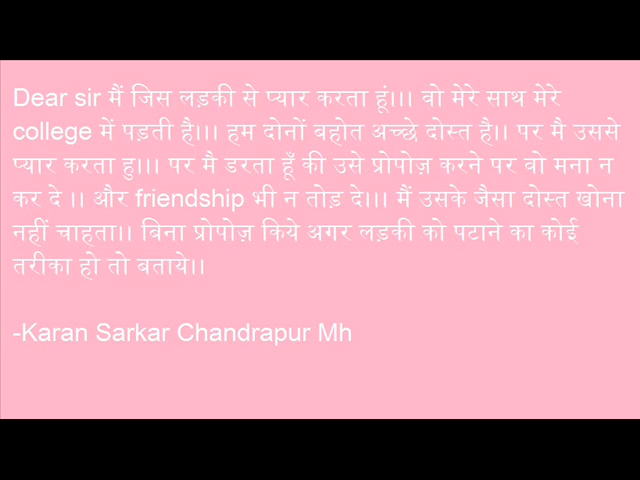 Dear sir मैं जिस लड़की से प्यार करता हूं।।। वो मेरे साथ मेरे
college में पड़ती है।।। हम दोनों बहोत अच्छे दोस्त है।। पर मै उससे
प्यार करता हु।।। पर मै डरता हूँ की उसे प्रोपोज़ करने पर बो मना न
कर दे ।। और friendship भी न तोड़ दे।।। मैं उसके जैसा दोस्त खोना
नहीं चाहता।। बिना प्रोपोज़ किये अगर लड़की को पटाने का कोई
तरीका हो तो बताये।।
-Karan Sarkar Chandrapur Mh